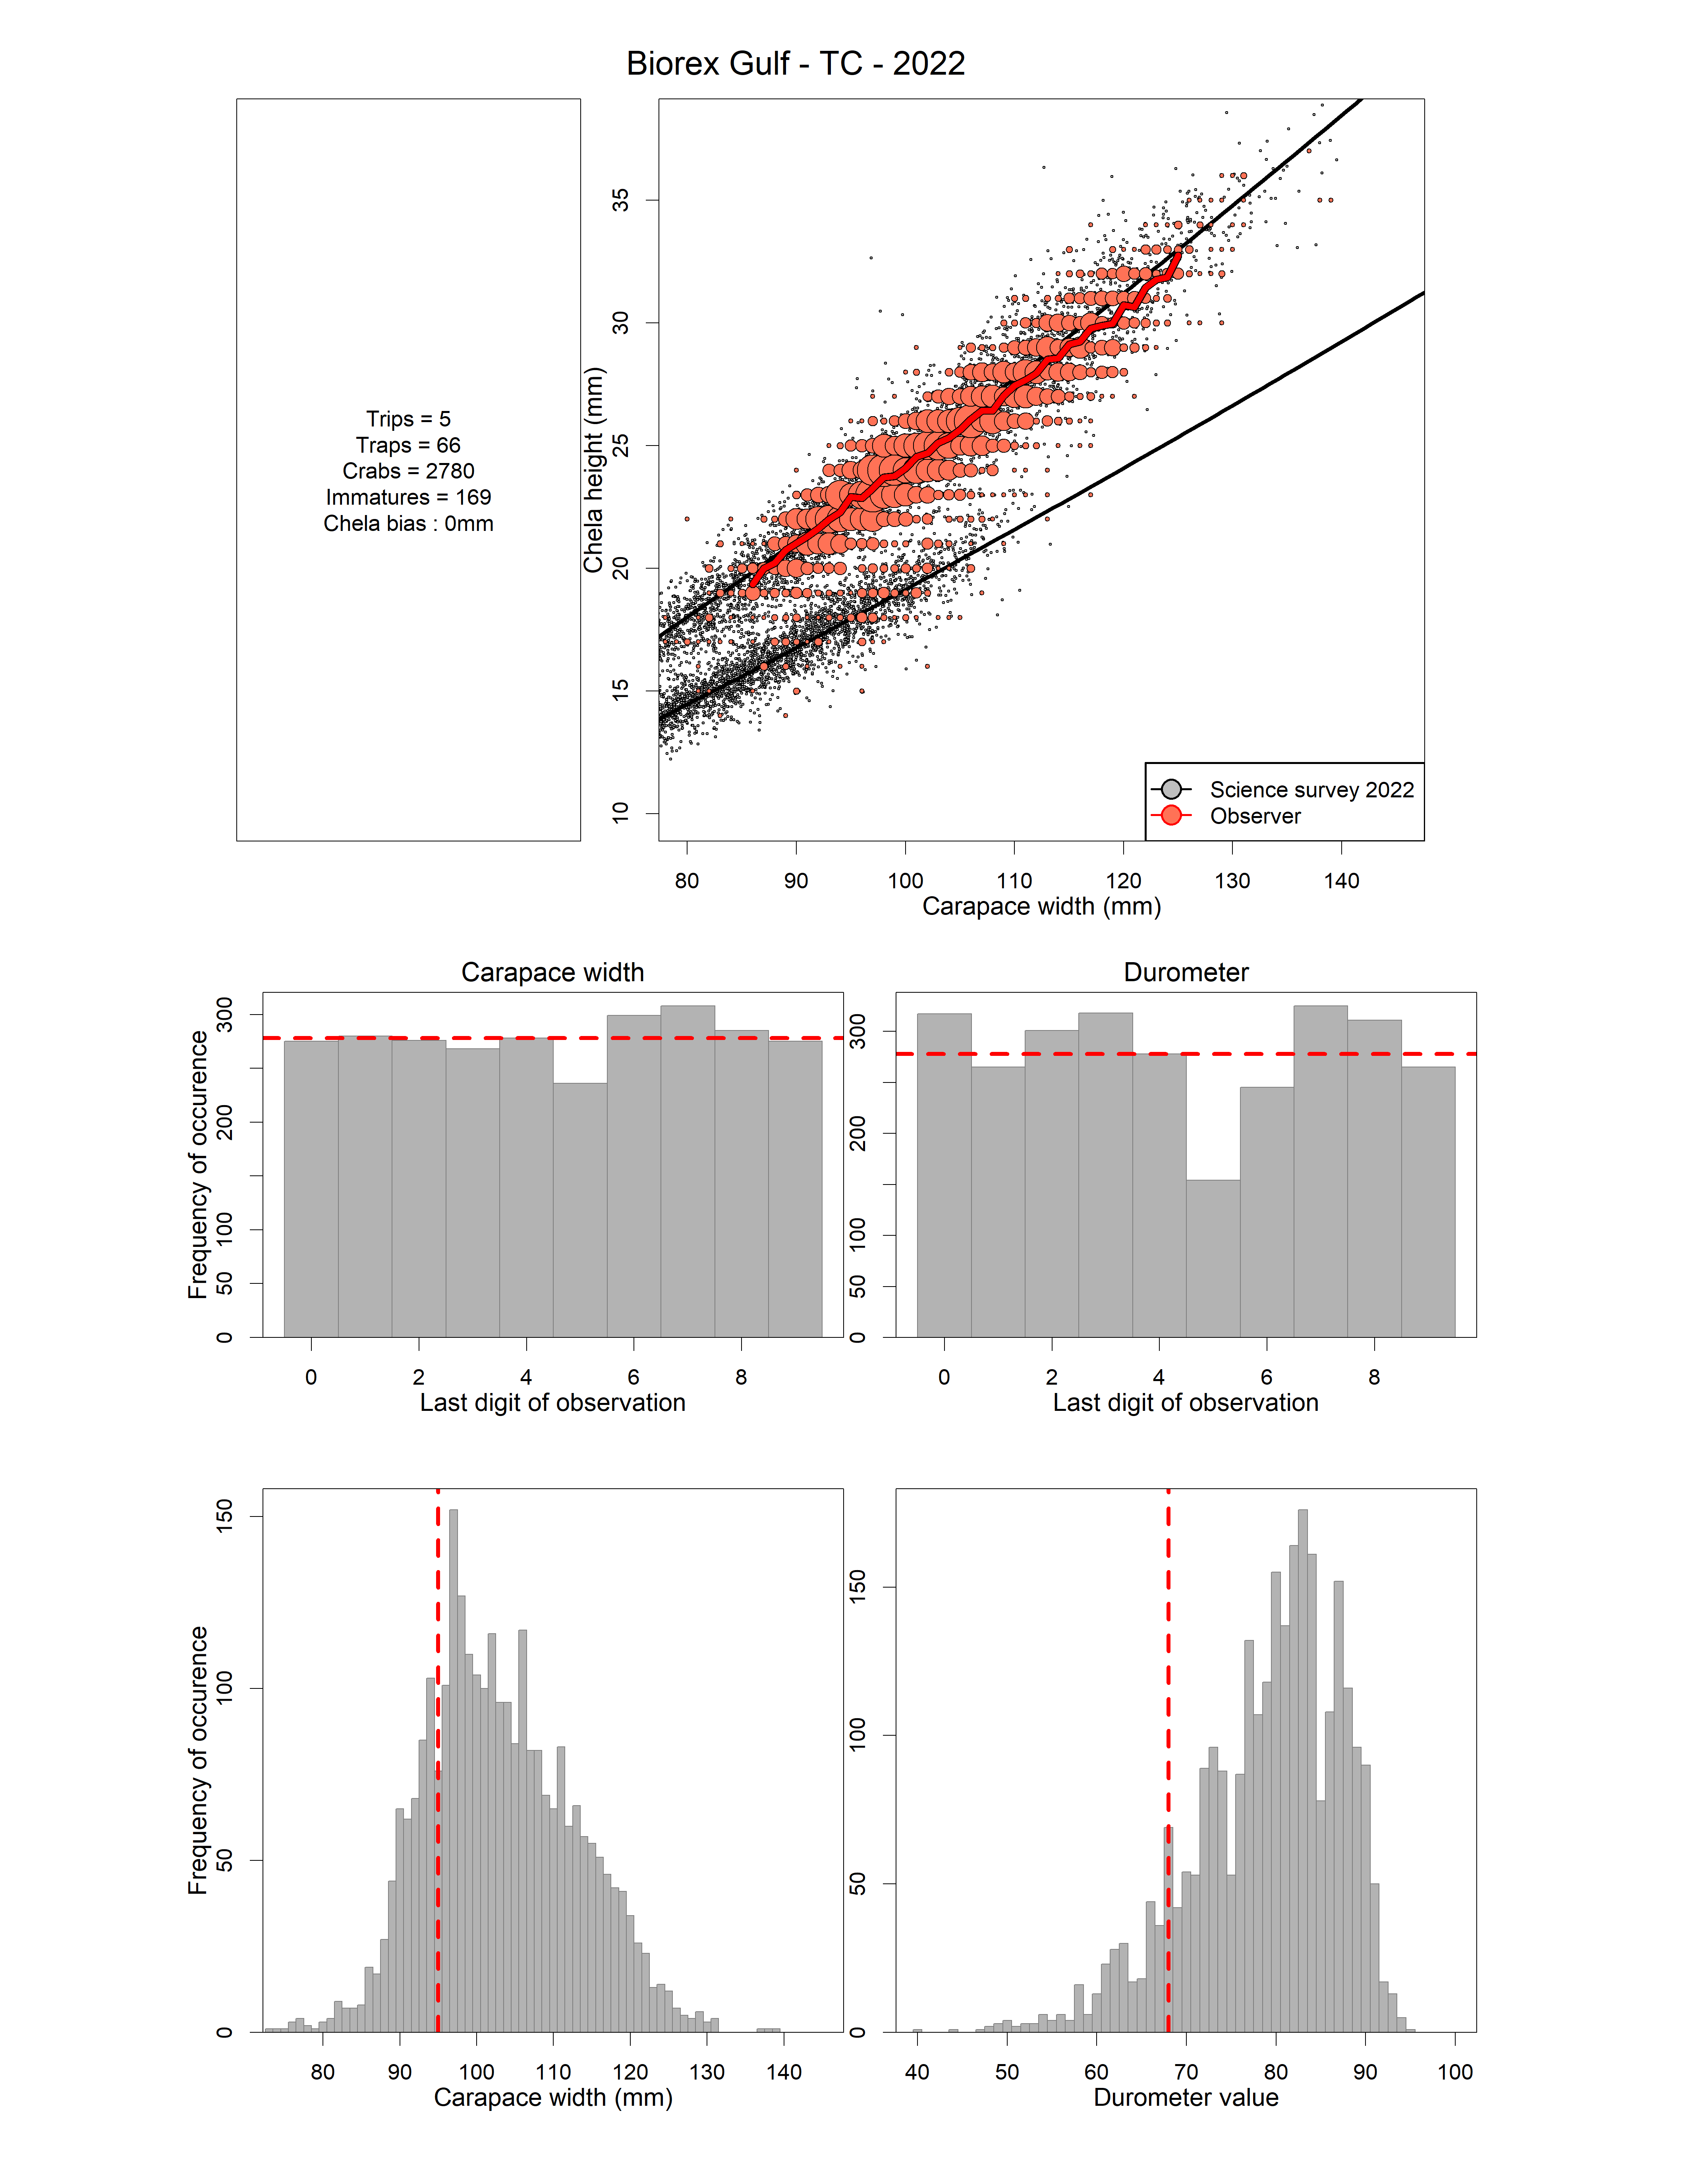 Biorex Gulf - TC - 2022
Trips = 5
Traps = 66
Crabs = 2780
Immatures = 169
Chela bias : 0mm
Chela height (mm)
35
30
25
20
15
10
Science survey 2022
Observer
80 90 100 110 120 130 140
Carapace width (mm)
Carapace width
Frequency of occurence
300
200
100
50
0
0 2 4 6 8
Last digit of observation
Durometer
300
200
100
50
0
0 2 4 6 8
Last digit of observation
Frequency of occurence
150
100
50
0
80 90 100 110 120 130 140
Carapace width (mm)
150
100
50
0
40 50 60 70 80 90 100
Durometer value